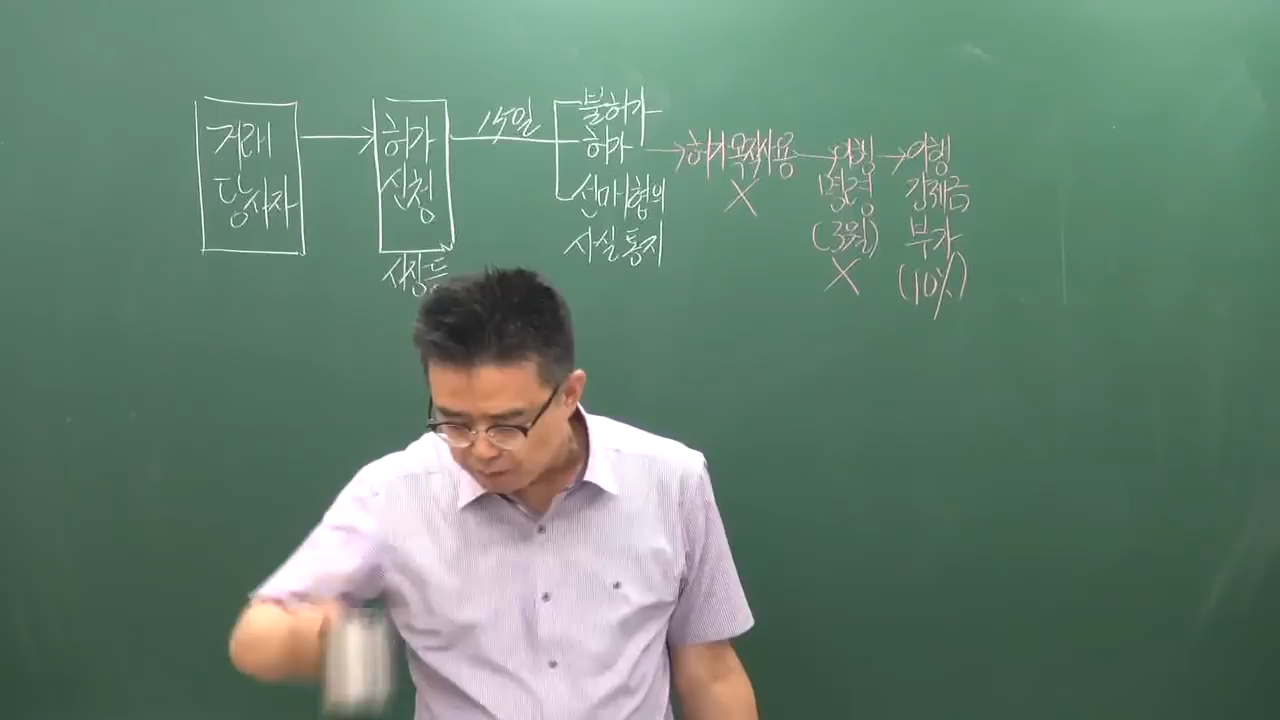 거래
당사자
허가
신청
시장등
15일
불허가
허가
선매협의
사실통지
허가목적사용
X
이행
명령
(3월)
X
이행
강제금
부가
(10%)